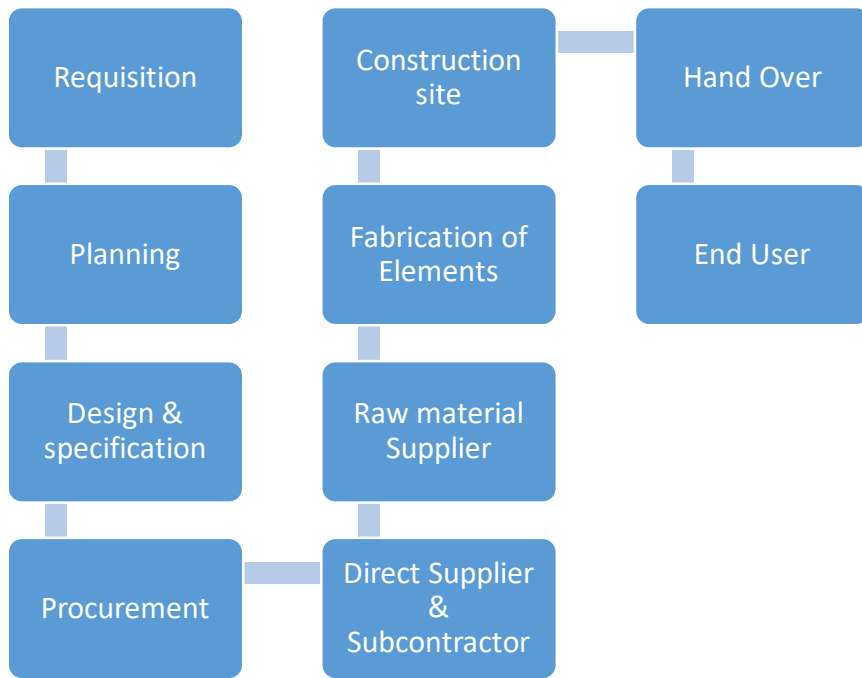 Requisition
Planning
Design &
specification
Procurement
Direct Supplier
&
Subcontractor
Raw material
Supplier
Fabrication of
Elements
Construction
site
Hand Over
End User